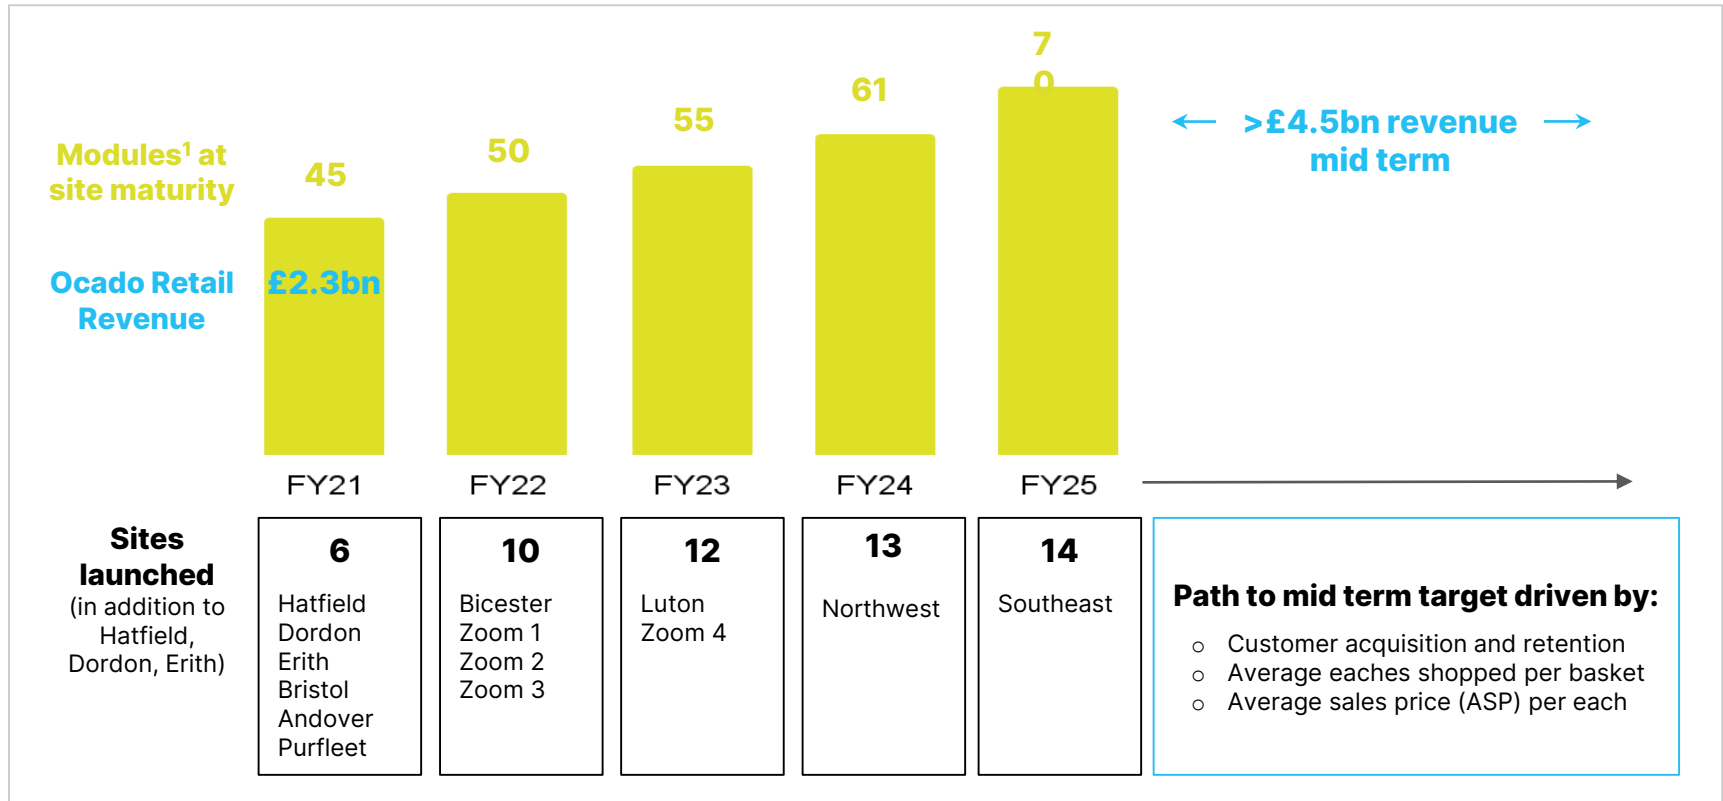 7
0
61
55
50
45
Modules¹ at
site maturity
← >£4.5bn revenue →
mid term
Ocado Retail
Revenue
£2.3bn
FY21
FY22
FY23
FY24
FY25
Sites
launched
(in addition to
Hatfield,
Dordon, Erith)
6
Hatfield
Dordon
Erith
Bristol
Andover
Purfleet
10
Bicester
Zoom 1
Zoom 2
Zoom 3
12
Luton
Zoom 4
13
Northwest
14
Southeast
Path to mid term target driven by:
○ Customer acquisition and retention
○ Average eaches shopped per basket
○ Average sales price (ASP) per each